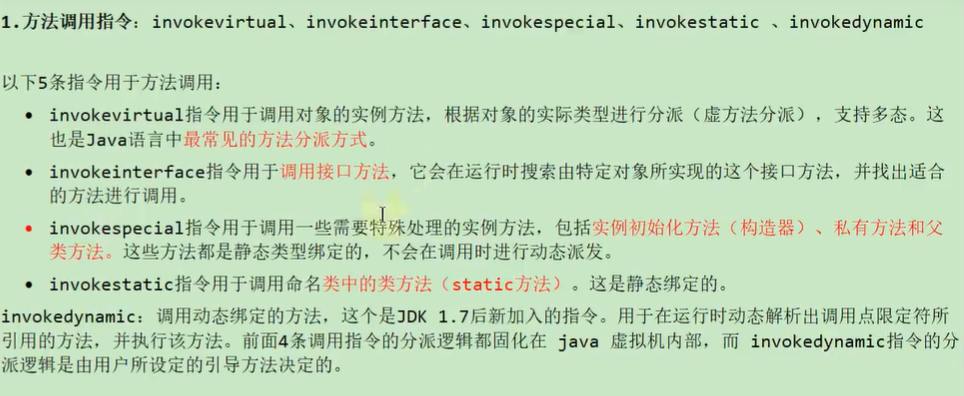 1.方法调用指令：invokevirtual、invokeinterface、invokespecial、invokestatic 、invokedynamic
以下5条指令用于方法调用：
• invokevirtual指令用于调用对象的实例方法，根据对象的实际类型进行分派（虚方法分派），支持多态。这
也是Java语言中最常见的方法分派方式。
• invokeinterface指令用于调用接口方法，它会在运行时搜索由特定对象所实现的这个接口方法，并找出适合
的方法进行调用。
• invokespecial指令用于调用一些需要特殊处理的实例方法，包括实例初始化方法（构造器）、私有方法和父
类方法。这些方法都是静态类型绑定的，不会在调用时进行动态派发。
• invokestatic指令用于调用命名类中的类方法（static方法）。这是静态绑定的。
invokedynamic：调用动态绑定的方法，这个是JDK 1.7后新加入的指令。用于在运行时动态解析出调用点限定符所
引用的方法，并执行该方法。前面4条调用指令的分派逻辑都固化在 java 虚拟机内部，而 invokedynamic指令的分
派逻辑是由用户所设定的引导方法决定的。